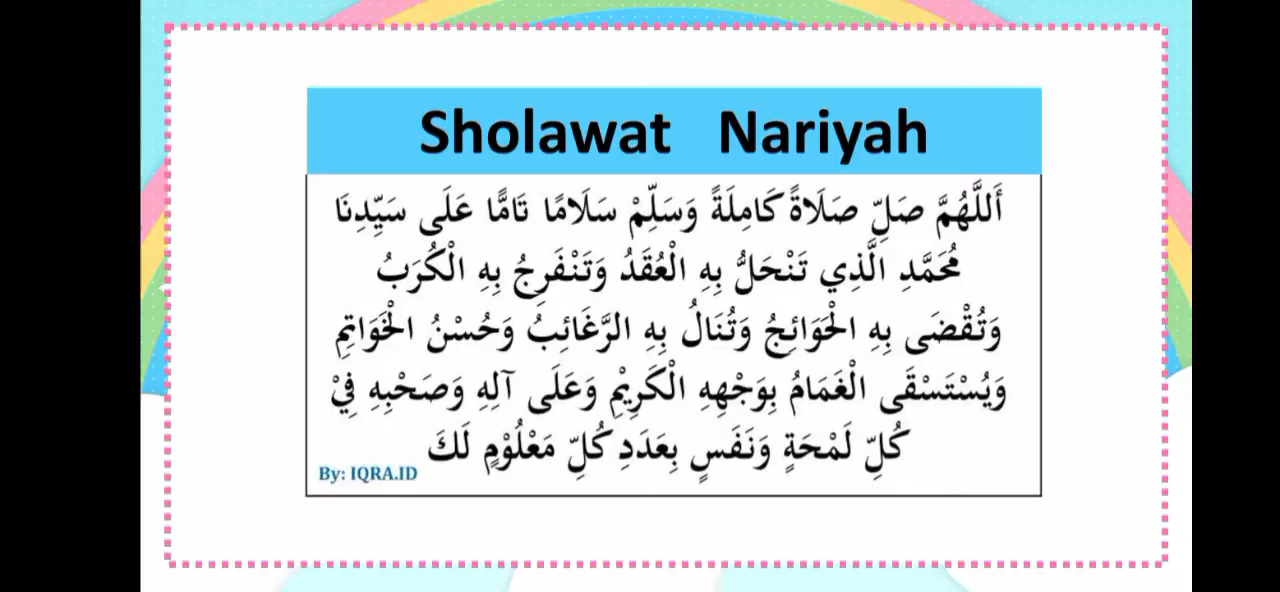 Sholawat Nariyah
أَللَّهُمَّ صَلِّ صَلَاةً كَامِلَةً وَسَلِّمْ سَلَامًا تَامًّا عَلَى سَيِّدِنَا
مُحَمَّدِ الَّذِي تَنْحَلُّ بِهِ الْعُقَدُ وَتَنْفَرِجُ بِهِ الْكُرَبُ
وَتُقْضَى بِهِ الْحَوَائِجُ وَتُنَالُ بِهِ الرَّغَائِبُ وَحُسْنُ الْخَوَاتِمِ
وَيُسْتَسْقَى الْغَمَامُ بِوَجْهِهِ الْكَرِيْمِ وَعَلَى آلِهِ وَصَحْبِهِ فِيْ
كُلِّ لَمْحَةٍ وَنَفَسٍ بِعَدَدِ كُلِّ مَعْلُوْمٍ لَكَ
By: IQRA.ID